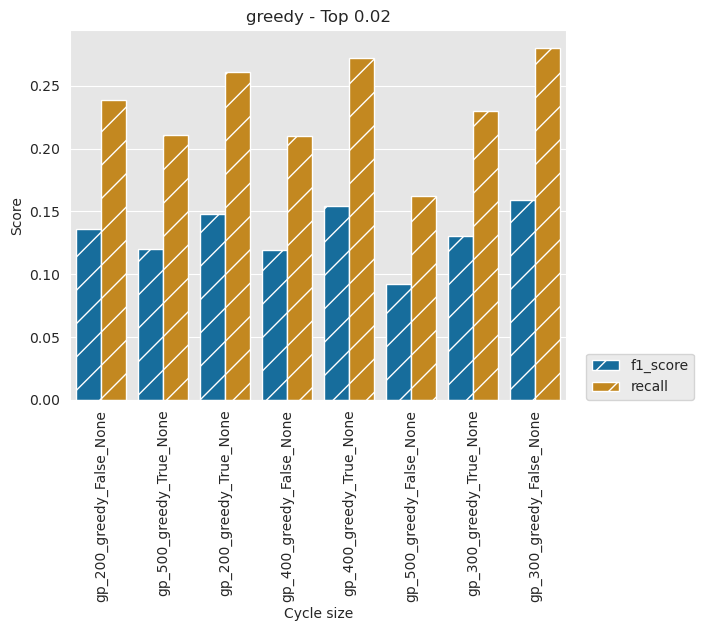 greedy - Top 0.02
Score
0.25
0.20
0.15
0.10
0.05
0.00
gp_200_greedy_False_None
gp_500_greedy_True_None
gp_200_greedy_True_None
gp_400_greedy_False_None
gp_400_greedy_True_None
gp_500_greedy_False_None
gp_300_greedy_True_None
gp_300_greedy_False_None
Cycle size
f1_score
recall